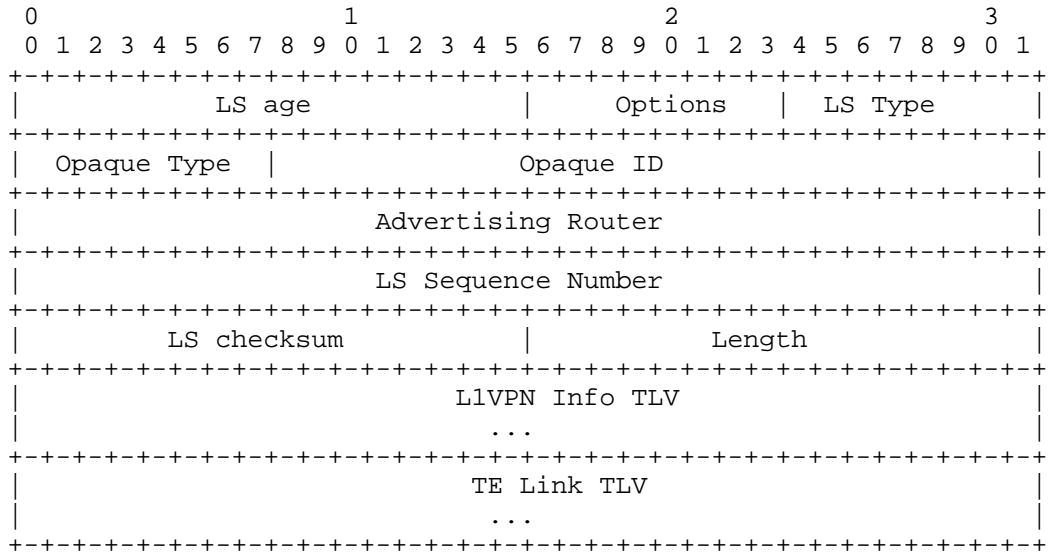 0                   1                   2                   3
 0 1 2 3 4 5 6 7 8 9 0 1 2 3 4 5 6 7 8 9 0 1 2 3 4 5 6 7 8 9 0 1
+-+-+-+-+-+-+-+-+-+-+-+-+-+-+-+-+-+-+-+-+-+-+-+-+-+-+-+-+-+-+-+-+
|            LS age             |     Options   |  LS Type      |
+-+-+-+-+-+-+-+-+-+-+-+-+-+-+-+-+-+-+-+-+-+-+-+-+-+-+-+-+-+-+-+-+
|  Opaque Type  |               Opaque ID                       |
+-+-+-+-+-+-+-+-+-+-+-+-+-+-+-+-+-+-+-+-+-+-+-+-+-+-+-+-+-+-+-+-+
|                      Advertising Router                       |
+-+-+-+-+-+-+-+-+-+-+-+-+-+-+-+-+-+-+-+-+-+-+-+-+-+-+-+-+-+-+-+-+
|                      LS Sequence Number                       |
+-+-+-+-+-+-+-+-+-+-+-+-+-+-+-+-+-+-+-+-+-+-+-+-+-+-+-+-+-+-+-+-+
|         LS checksum           |           Length              |
+-+-+-+-+-+-+-+-+-+-+-+-+-+-+-+-+-+-+-+-+-+-+-+-+-+-+-+-+-+-+-+-+
|                           L1VPN Info TLV                      |
|                             ...                               |
+-+-+-+-+-+-+-+-+-+-+-+-+-+-+-+-+-+-+-+-+-+-+-+-+-+-+-+-+-+-+-+-+
|                            TE Link TLV                        |
|                             ...                               |
+-+-+-+-+-+-+-+-+-+-+-+-+-+-+-+-+-+-+-+-+-+-+-+-+-+-+-+-+-+-+-+-+